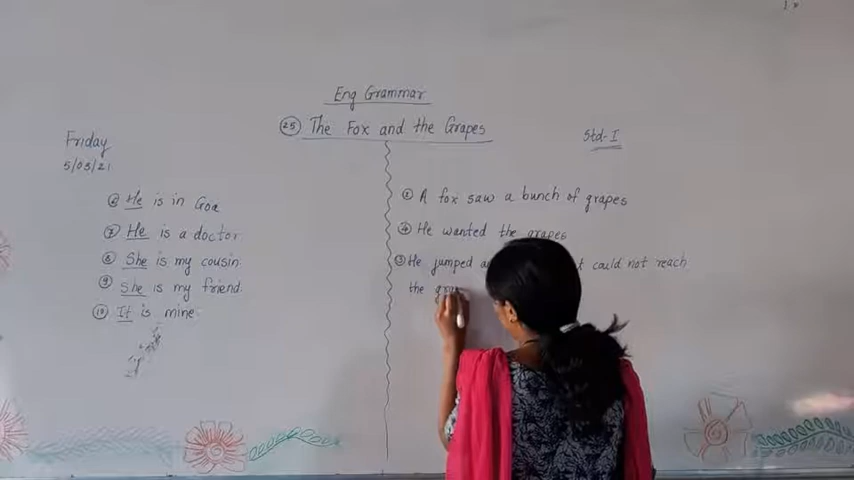 Eng Grammar
㉕ The Fox and the Grapes
Std-I
Friday
5/03/21
⑥ He is in Goa
⑦ He is a doctor
⑧ She is my cousin
⑨ She is my friend
⑩ It is mine
① A fox saw a bunch of grapes
④ He wanted the grapes
③ He jumped could not reach
the